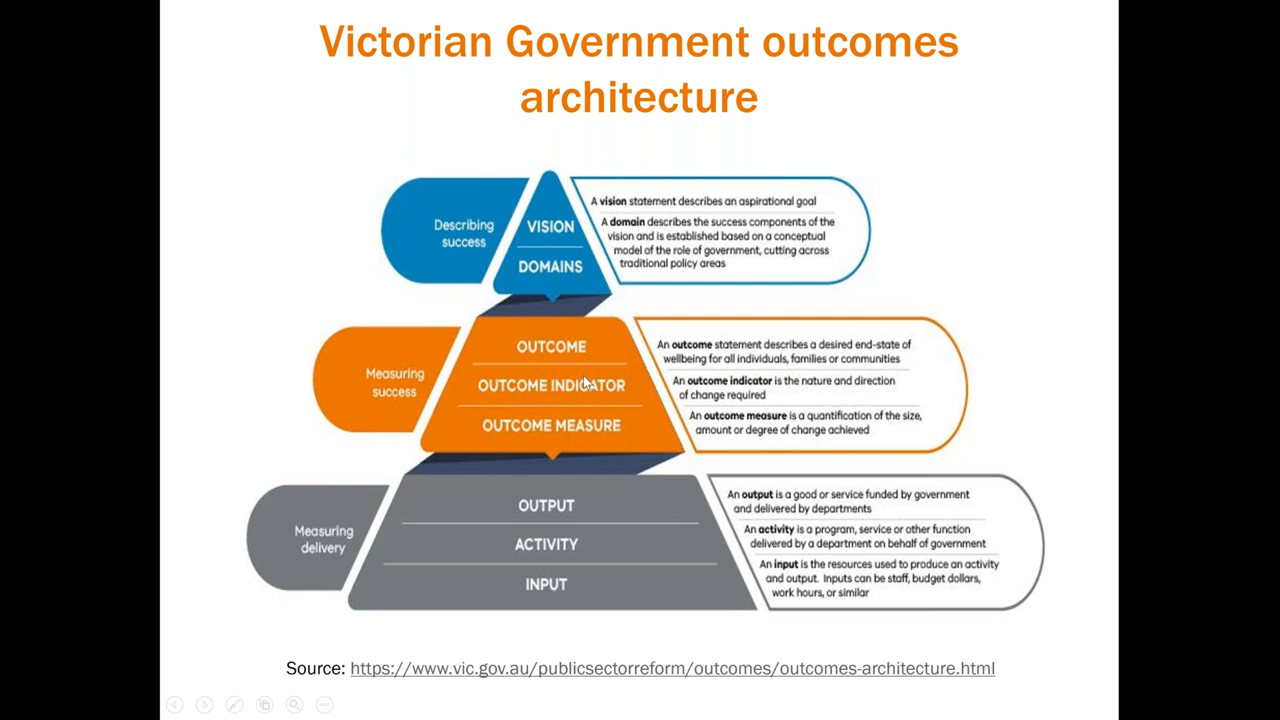 Victorian Government outcomes
architecture
Describing
success
VISION
DOMAINS
A vision statement describes an aspirational goal
A domain describes the success components of the
vision and is established based on a conceptual
model of the role of government, cutting across
traditional policy areas
Measuring
success
OUTCOME
OUTCOME INDICATOR
OUTCOME MEASURE
An outcome statement describes a desired end-state of
wellbeing for all individuals, families or communities
An outcome indicator is the nature and direction
of change required
An outcome measure is a quantification of the size,
amount or degree of change achieved
Measuring
delivery
OUTPUT
ACTIVITY
INPUT
An output is a good or service funded by government
and delivered by departments
An activity is a program, service or other function
delivered by a department on behalf of government
An input is the resources used to produce an activity
and output. Inputs can be staff, budget dollars,
work hours, or similar
Source: https://www.vic.gov.au/publicsectorreform/outcomes/outcomes-architecture.html